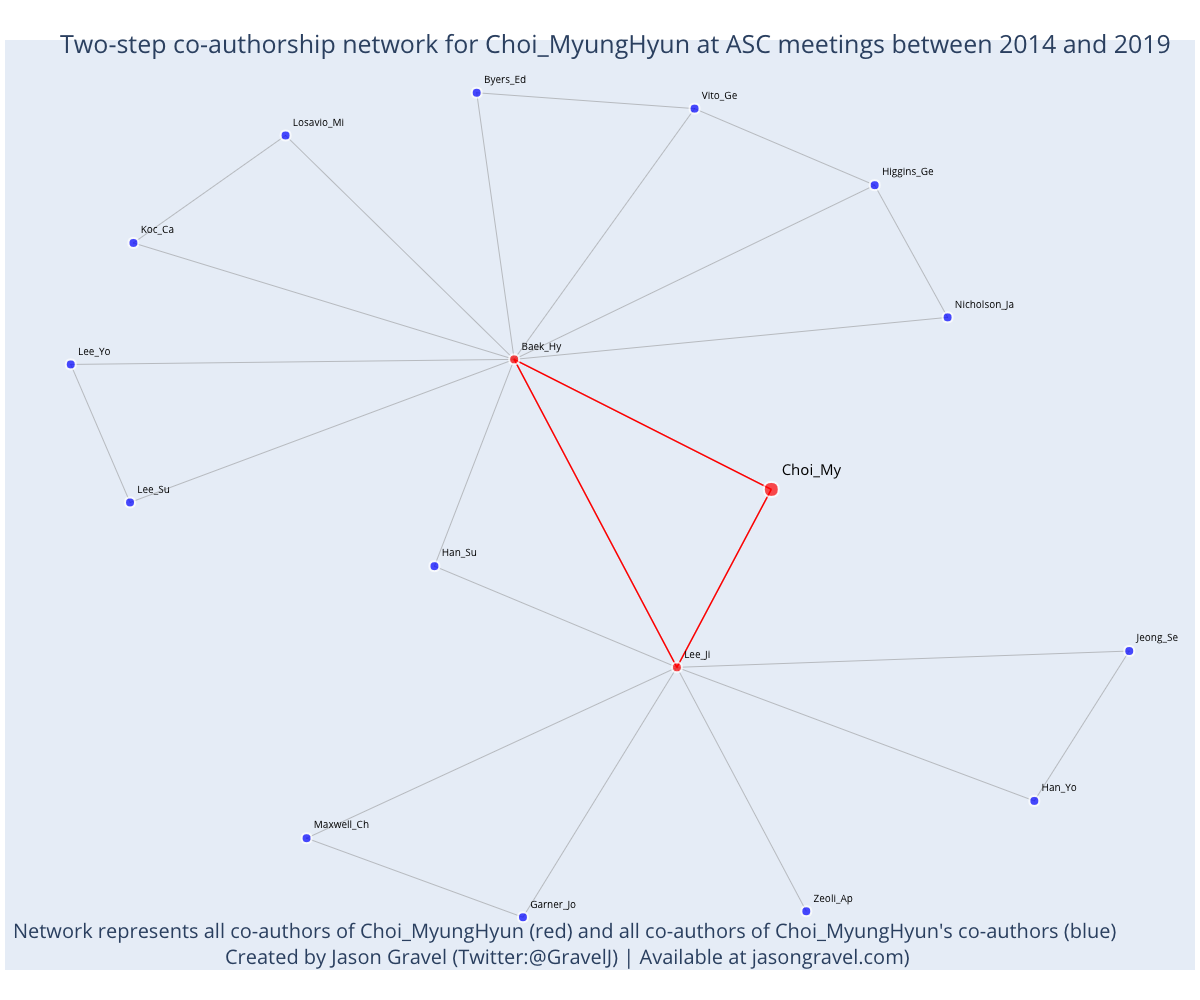 Two-step co-authorship network for Choi_MyungHyun at ASC meetings between 2014 and 2019
Byers_Ed
Vito_Ge
Losavio_Mi
Higgins_Ge
Koc_Ca
Nicholson_Ja
Baek_Hy
Lee_Yo
Choi_My
Lee_Su
Han_Su
Jeong_Se
Lee_Ji
Han_Yo
Maxwell_Ch
Zeoli_Ap
Garner_Jo
Network represents all co-authors of Choi_MyungHyun (red) and all co-authors of Choi_MyungHyun's co-authors (blue)
Created by Jason Gravel (Twitter:@GravelJ) | Available at jasongravel.com)